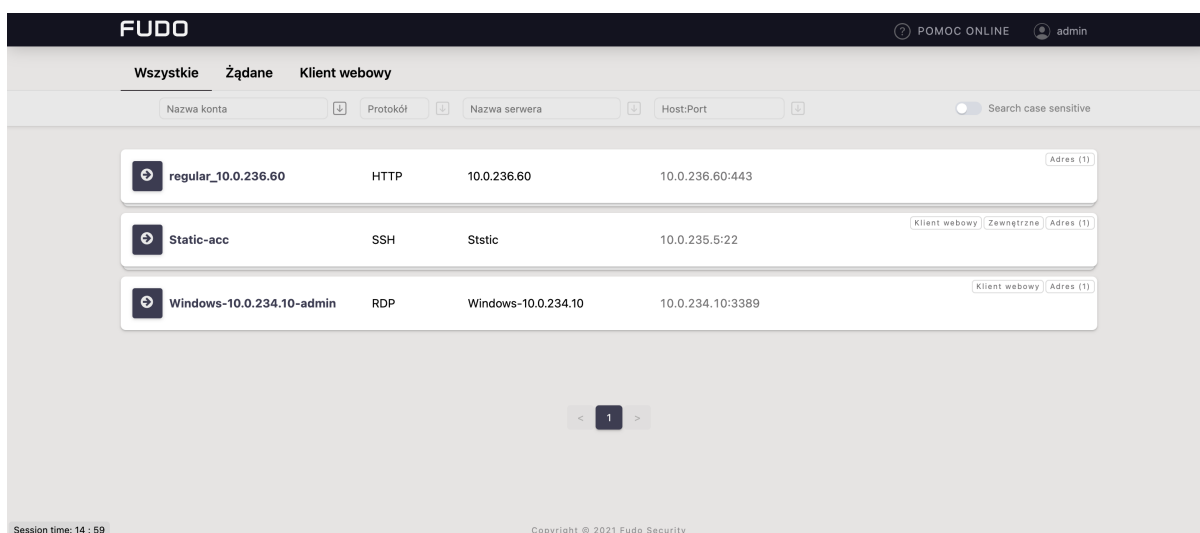 FUDO
POMOC ONLINE admin
Wszystkie Żądane Klient webowy
Nazwa konta Protokół Nazwa serwera Host:Port Search case sensitive
Adres (1)
regular_10.0.236.60 HTTP 10.0.236.60 10.0.236.60:443
Klient webowy Zewnętrzne Adres (1)
Static-acc SSH Ststic 10.0.235.5:22
Klient webowy Adres (1)
Windows-10.0.234.10-admin RDP Windows-10.0.234.10 10.0.234.10:3389
< 1 >
Session time: 14 : 59 Copyright © 2021 Fudo Security